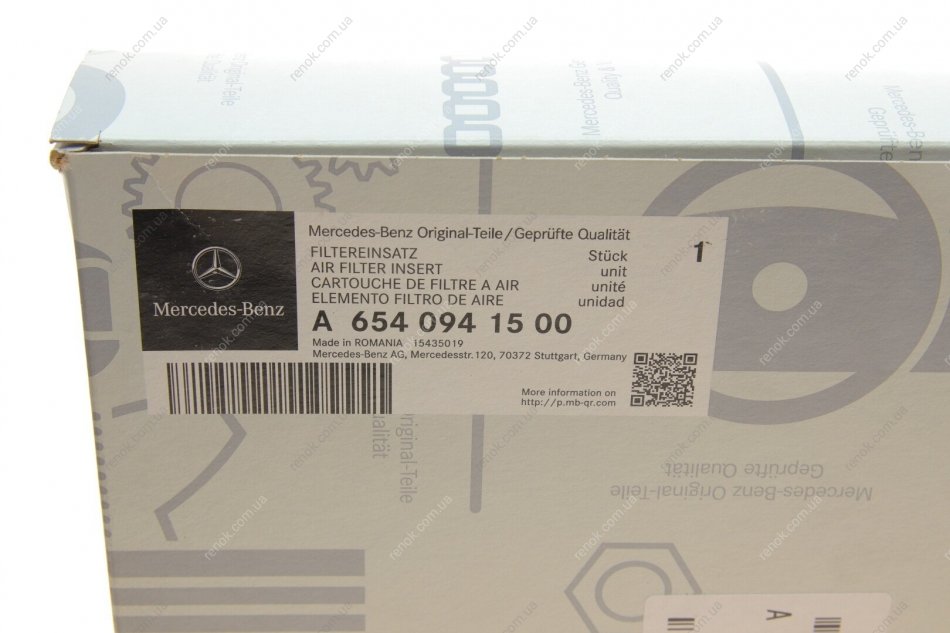 Mercedes-Benz Original-Teile/Geprüfte Qualität
FILTEREINSATZ
AIR FILTER INSERT
CARTOUCHE DE FILTRE A AIR
ELEMENTO FILTRO DE AIRE
Stück
unit
unité
unidad
1
Mercedes-Benz
A 654 094 15 00
Made in ROMANIA 15435019
Mercedes-Benz AG, Mercedesstr.120, 70372 Stuttgart, Germany
More information on
http://p.mb-qr.com
Mercedes-Benz Original-Teile
Geprüfte Qualität
A
renok.com.ua